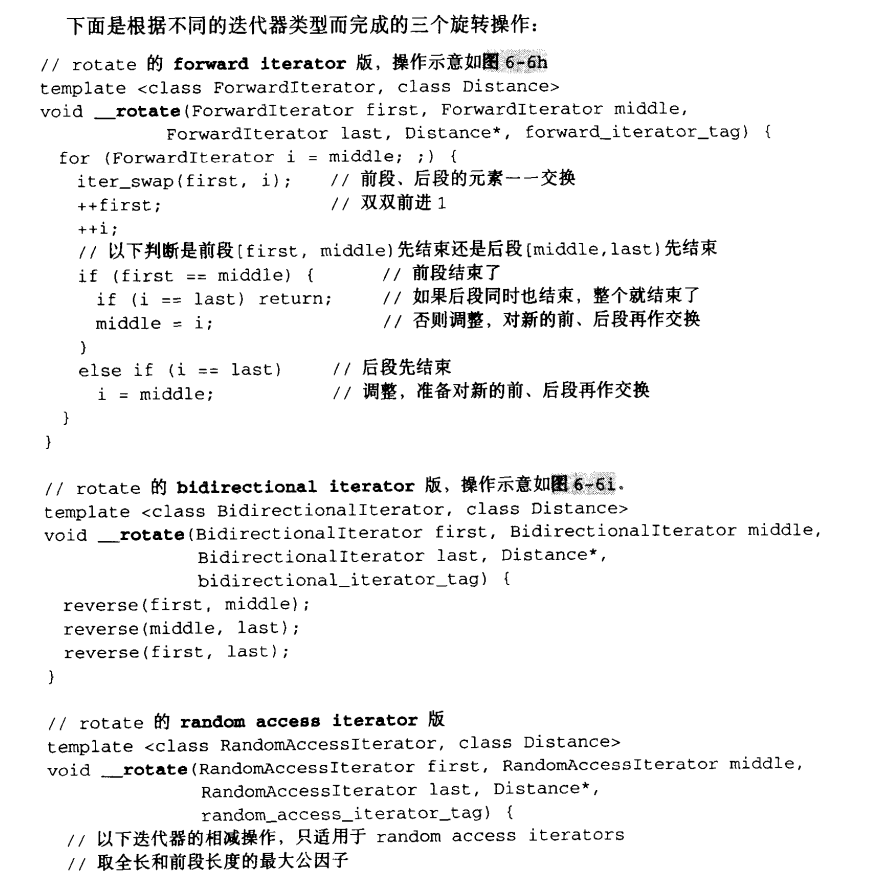 下面是根据不同的迭代器类型而完成的三个旋转操作：
// rotate 的 forward iterator 版，操作示意如图 6-6h
template <class ForwardIterator, class Distance>
void __rotate(ForwardIterator first, ForwardIterator middle,
ForwardIterator last, Distance*, forward_iterator_tag) {
for (ForwardIterator i = middle; ;) {
iter_swap(first, i); // 前段、后段的元素一一交换
++first; // 双双前进 1
++i;
// 以下判断是前段[first, middle)先结束还是后段[middle,last)先结束
if (first == middle) { // 前段结束了
if (i == last) return; // 如果后段同时也结束，整个就结束了
middle = i; // 否则调整，对新的前、后段再作交换
}
else if (i == last) // 后段先结束
i = middle; // 调整，准备对新的前、后段再作交换
}
}
// rotate 的 bidirectional iterator 版，操作示意如图 6-6i。
template <class BidirectionalIterator, class Distance>
void __rotate(BidirectionalIterator first, BidirectionalIterator middle,
BidirectionalIterator last, Distance*,
bidirectional_iterator_tag) {
reverse(first, middle);
reverse(middle, last);
reverse(first, last);
}
// rotate 的 random access iterator 版
template <class RandomAccessIterator, class Distance>
void __rotate(RandomAccessIterator first, RandomAccessIterator middle,
RandomAccessIterator last, Distance*,
random_access_iterator_tag) {
// 以下迭代器的相减操作，只适用于 random access iterators
// 取全长和前段长度的最大公因子